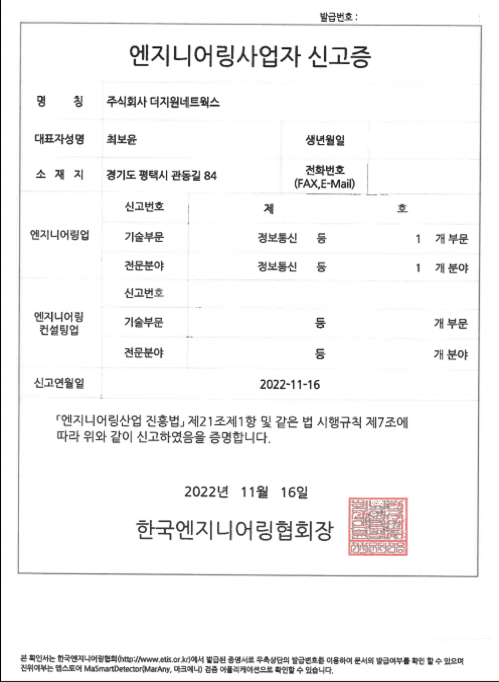 발급번호 :
엔지니어링사업자 신고증
명 칭 주식회사 더지원네트웍스
대표자성명 최보윤 생년월일
소 재 지 경기도 평택시 관동길 84 전화번호
(FAX,E-Mail)
엔지니어링업
신고번호 제 호
기술부문 정보통신 등 1 개 부문
전문분야 정보통신 등 1 개 분야
엔지니어링
컨설팅업
신고번호
기술부문 등 개 부문
전문분야 등 개 분야
신고연월일 2022-11-16
「엔지니어링산업 진흥법」 제21조제1항 및 같은 법 시행규칙 제7조에
따라 위와 같이 신고하였음을 증명합니다.
2022년 11월 16일
한국엔지니어링협회장
본 확인서는 한국엔지니어링협회(http://www.etis.or.kr)에서 발급된 증명서로 우측상단의 발급번호를 이용하여 문서의 발급여부를 확인 할 수 있으며
진위여부는 앱스토어 MaSmartDetector(MarAny, 마크애니) 검증 어플리케이션으로 확인할 수 있습니다.